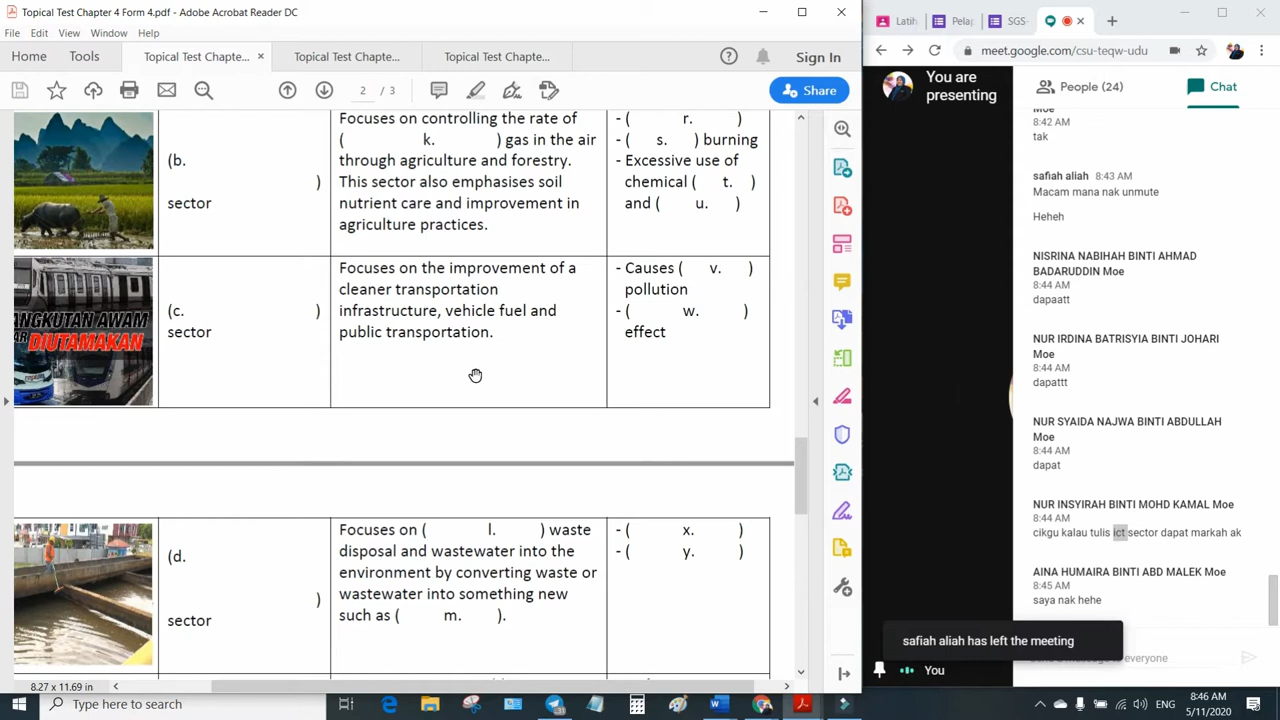 Topical Test Chapter 4 Form 4.pdf - Adobe Acrobat Reader DC
File Edit View Window Help
Home Tools Topical Test Chapte... × Topical Test Chapte... Topical Test Chapte... Sign In
2 / 3 Share
Focuses on controlling the rate of
( k. ) gas in the air
through agriculture and forestry.
This sector also emphasises soil
nutrient care and improvement in
agriculture practices.
(b.
)
sector
- ( r. )
- ( s. ) burning
- Excessive use of
chemical ( t. )
and ( u. )
ANGKUTAN AWAM
AR DIUTAMAKAN
(c. )
sector
Focuses on the improvement of a
cleaner transportation
infrastructure, vehicle fuel and
public transportation.
- Causes ( v. )
pollution
- ( w. )
effect
(d.
)
sector
Focuses on ( l. ) waste
disposal and wastewater into the
environment by converting waste or
wastewater into something new
such as ( m. ).
- ( x. )
- ( y. )
8.27 x 11.69 in
Type here to search
Latih
Pelap
SGS-
meet.google.com/csu-teqw-udu
You are
presenting
People (24) Chat
Moe
8:42 AM
tak
safiah aliah 8:43 AM
Macam mana nak unmute
Heheh
NISRINA NABIHAH BINTI AHMAD
BADARUDDIN Moe
8:44 AM
dapaatt
NUR IRDINA BATRISYIA BINTI JOHARI
Moe
8:44 AM
dapattt
NUR SYAIDA NAJWA BINTI ABDULLAH
Moe
8:44 AM
dapat
NUR INSYIRAH BINTI MOHD KAMAL Moe
8:44 AM
cikgu kalau tulis ict sector dapat markah ak
AINA HUMAIRA BINTI ABD MALEK Moe
8:45 AM
saya nak hehe
safiah aliah has left the meeting
message to everyone
You
ENG
8:46 AM
5/11/2020